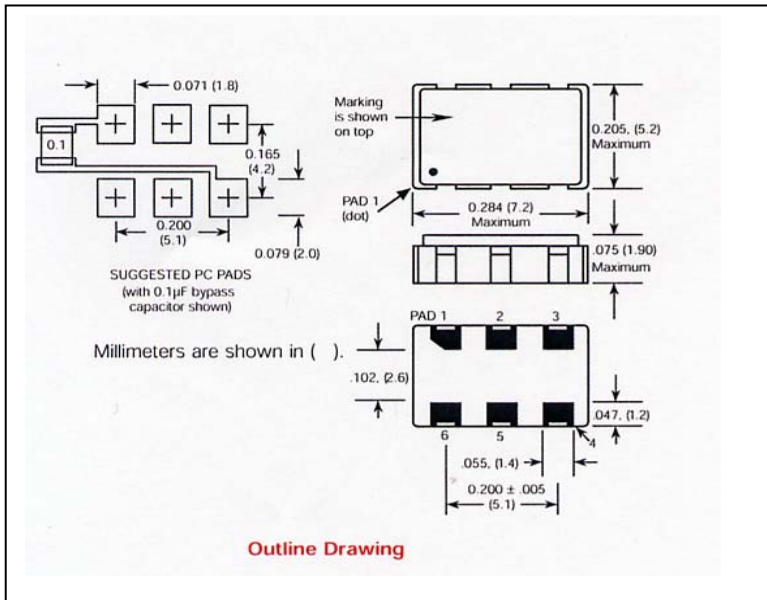 0.071 (1.8)
0.1
0.165
(4.2)
0.200
(5.1)
0.079 (2.0)
SUGGESTED PC PADS
(with 0.1µF bypass
capacitor shown)
Millimeters are shown in ( ).
Marking
is shown
on top
0.205, (5.2)
Maximum
PAD 1
(dot)
0.284 (7.2)
Maximum
.075 (1.90)
Maximum
PAD 1 2 3
.102, (2.6)
.047, (1.2)
6 5 4
.055, (1.4)
0.200 ± .005
(5.1)
Outline Drawing